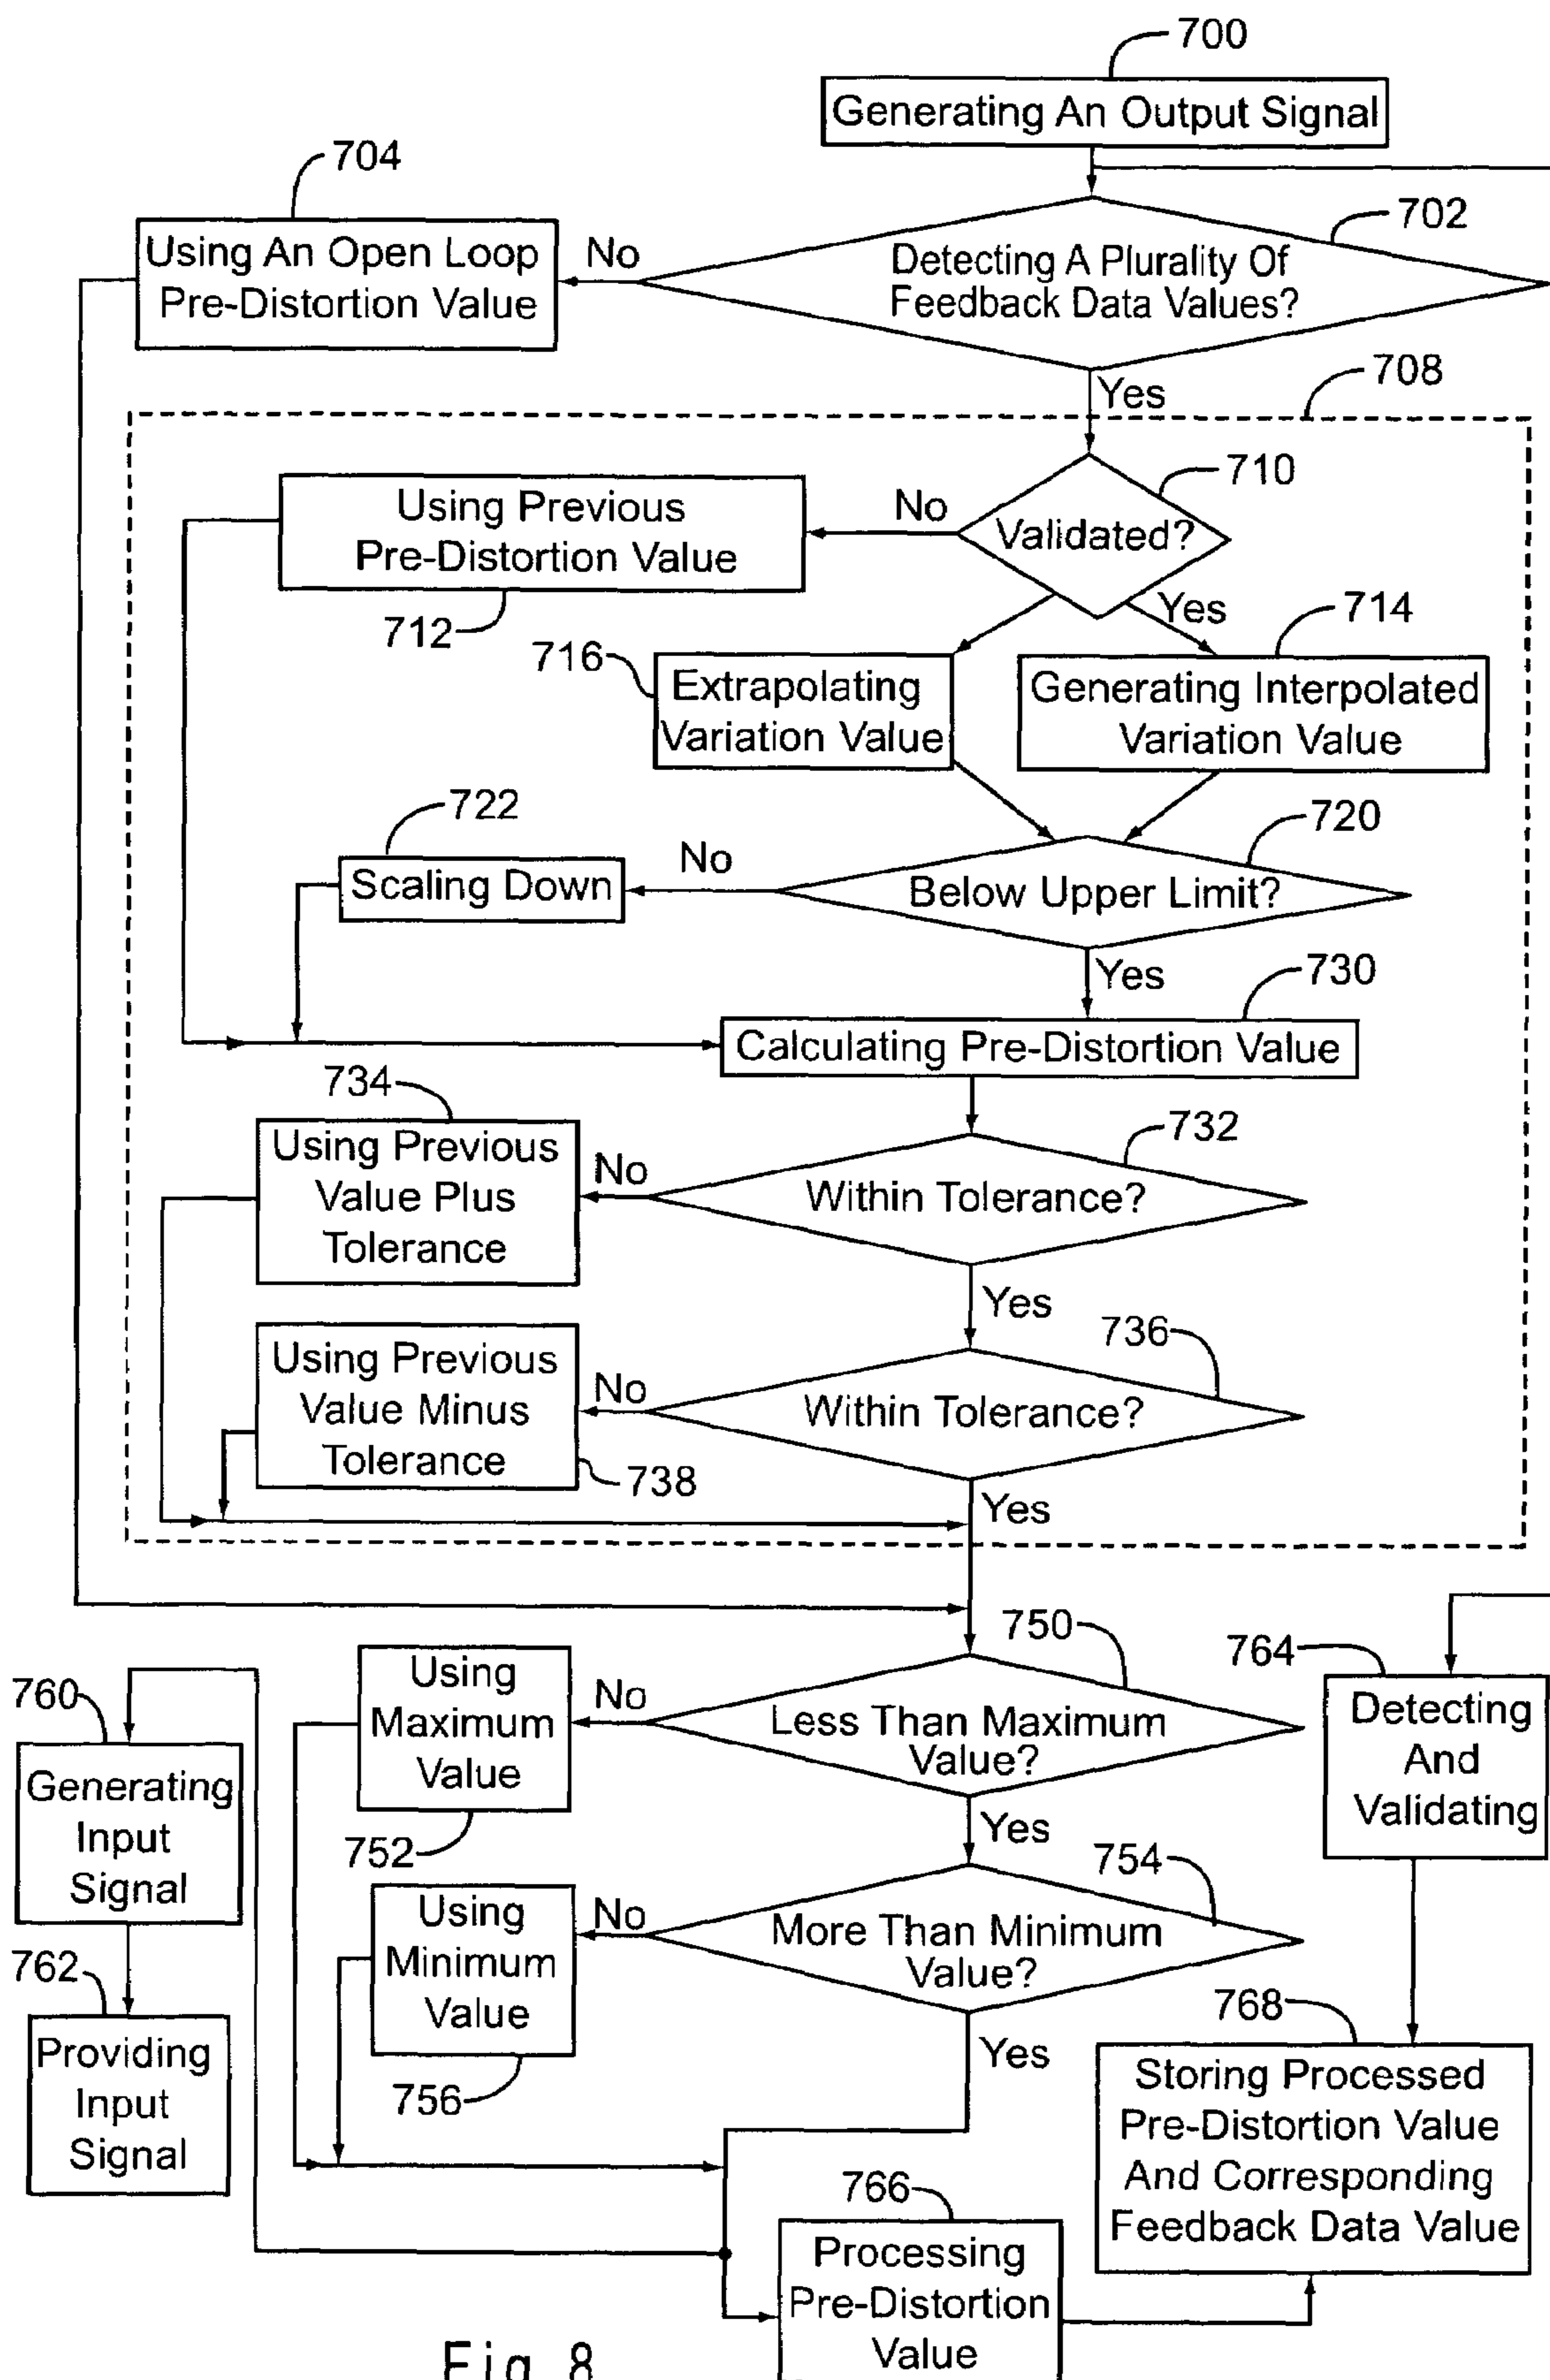 700
Generating An Output Signal
704
702
Using An Open Loop
Pre-Distortion Value
No
Detecting A Plurality Of
Feedback Data Values?
Yes
708
710
Using Previous
Pre-Distortion Value
No
Validated?
712
Yes
714
716
Extrapolating
Variation Value
Generating Interpolated
Variation Value
722
720
Scaling Down
No
Below Upper Limit?
Yes
730
Calculating Pre-Distortion Value
734
732
Using Previous
Value Plus
Tolerance
No
Within Tolerance?
Yes
736
Using Previous
Value Minus
Tolerance
No
Within Tolerance?
738
Yes
750
764
760
Using
Maximum
Value
No
Less Than Maximum
Value?
Detecting
And
Validating
Generating
Input
Signal
752
Yes
754
Using
Minimum
Value
No
More Than Minimum
Value?
762
768
Providing
Input
Signal
756
Yes
Storing Processed
Pre-Distortion Value
And Corresponding
Feedback Data Value
766
Processing
Pre-Distortion
Value
Fig. 8